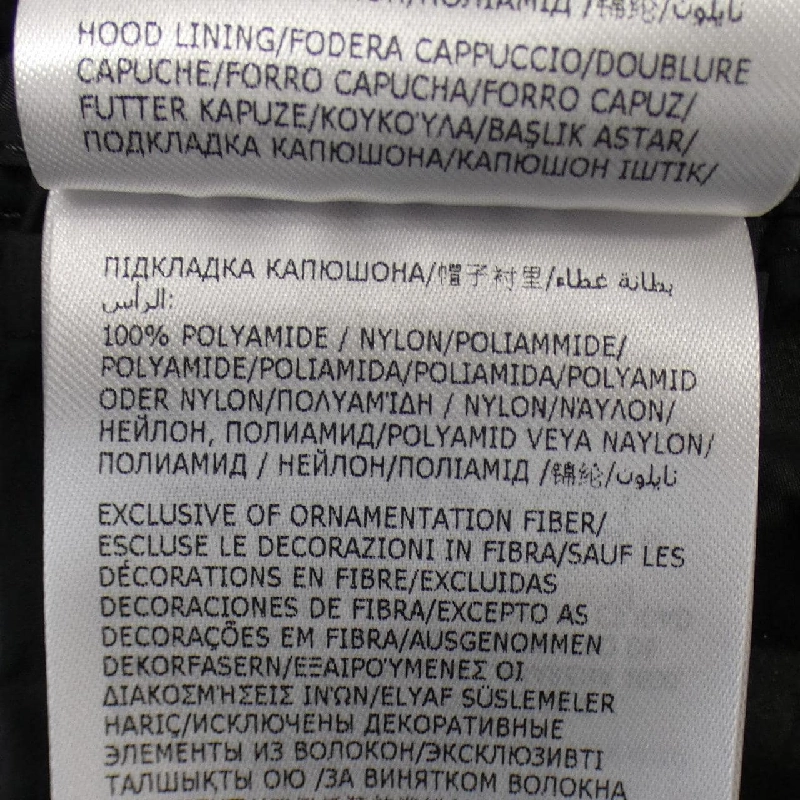 /ПОЛІАМІД /锦纶/نايلون
HOOD LINING/FODERA CAPPUCCIO/DOUBLURE
CAPUCHE/FORRO CAPUCHA/FORRO CAPUZ/
FUTTER KAPUZE/ΚΟΥΚΟΎΛΑ/BAŞLIK ASTAR/
ПОДКЛАДКА КАПЮШОНА/КАПЮШОН ІШТІК/
ПІДКЛАДКА КАПЮШОНА/帽子衬里/بطانة غطاء
الرأس:
100% POLYAMIDE / NYLON/POLIAMMIDE/
POLYAMIDE/POLIAMIDA/POLIAMIDA/POLYAMID
ODER NYLON/ΠΟΛΥΑΜΊΔΗ / NYLON/ΝΆΥΛΟΝ/
НЕЙЛОН, ПОЛИАМИД/POLYAMID VEYA NAYLON/
ПОЛИАМИД / НЕЙЛОН/ПОЛІАМІД /锦纶/نايلون
EXCLUSIVE OF ORNAMENTATION FIBER/
ESCLUSE LE DECORAZIONI IN FIBRA/SAUF LES
DÉCORATIONS EN FIBRE/EXCLUIDAS
DECORACIONES DE FIBRA/EXCEPTO AS
DECORAÇÕES EM FIBRA/AUSGENOMMEN
DEKORFASERN/ΕΞΑΙΡΟΎΜΕΝΕΣ ΟΙ
ΔΙΑΚΟΣΜΉΣΕΙΣ ΙΝΏΝ/ELYAF SÜSLEMELER
HARIÇ/ИСКЛЮЧЕНЫ ДЕКОРАТИВНЫЕ
ЭЛЕМЕНТЫ ИЗ ВОЛОКОН/ЭКСКЛЮЗИВТІ
ТАЛШЫҚТЫ ОЮ /ЗА ВИНЯТКОМ ВОЛОКНА